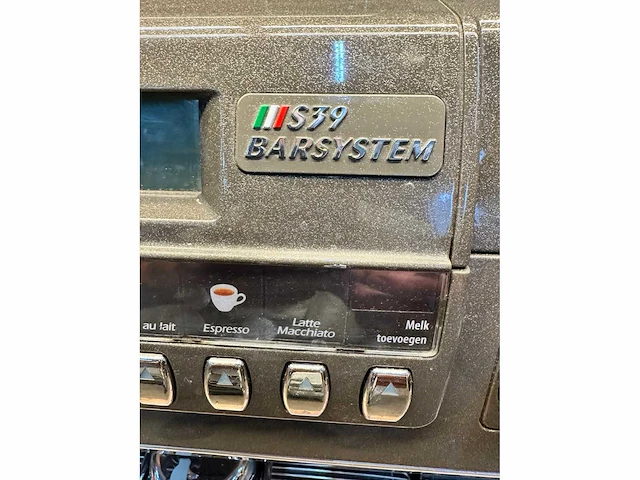 S39
BARSYSTEM
au lait
Espresso
Latte
Macchiato
Melk
toevoegen